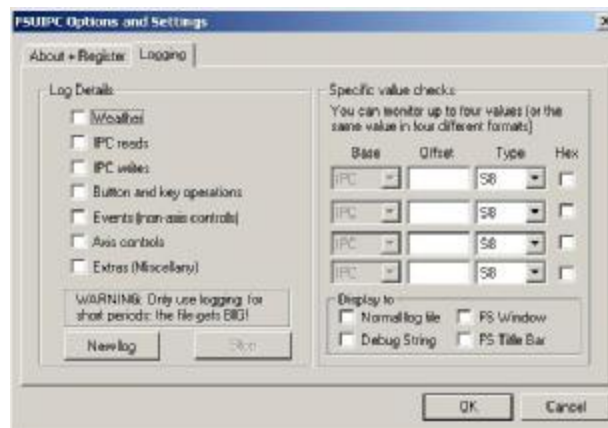 FSUIPC Options and Settings
About + Register
Logging
Log Details
Weather
IPC reads
IPC writes
Button and key operations
Events (non-axis controls)
Axis controls
Extras (Miscellany)
WARNING: Only use logging for
short periods: the file gets BIG!
New log
Stop
Specific value checks
You can monitor up to four values (or the
same value in four different formats)
Base Offset Type Hex
IPC S8
IPC S8
IPC S8
IPC S8
Display to
Normal log file FS Window
Debug String FS Title Bar
OK Cancel